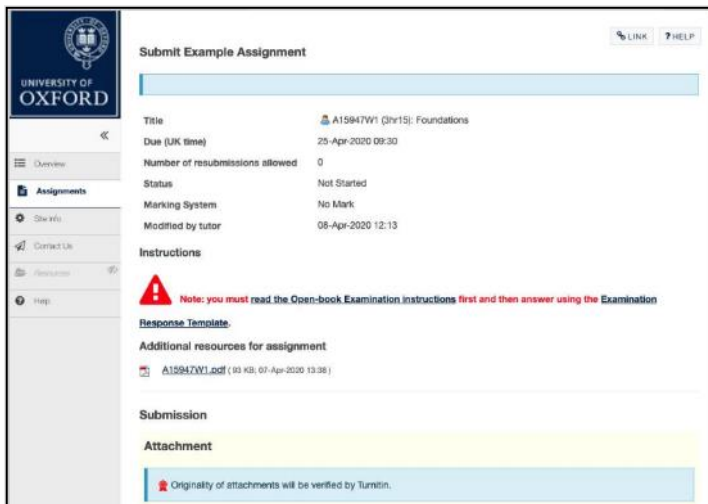 UNIVERSITY OF
OXFORD
«
Overview
Assignments
Site Info
Contact Us
Resources
Help
LINK
? HELP
Submit Example Assignment
Title A15947W1 (3hr15): Foundations
Due (UK time) 25-Apr-2020 09:30
Number of resubmissions allowed 0
Status Not Started
Marking System No Mark
Modified by tutor 08-Apr-2020 12:13
Instructions
Note: you must read the Open-book Examination instructions first and then answer using the Examination
Response Template.
Additional resources for assignment
A15947W1.pdf ( 93 KB; 07-Apr-2020 13:38 )
Submission
Attachment
Originality of attachments will be verified by Turnitin.